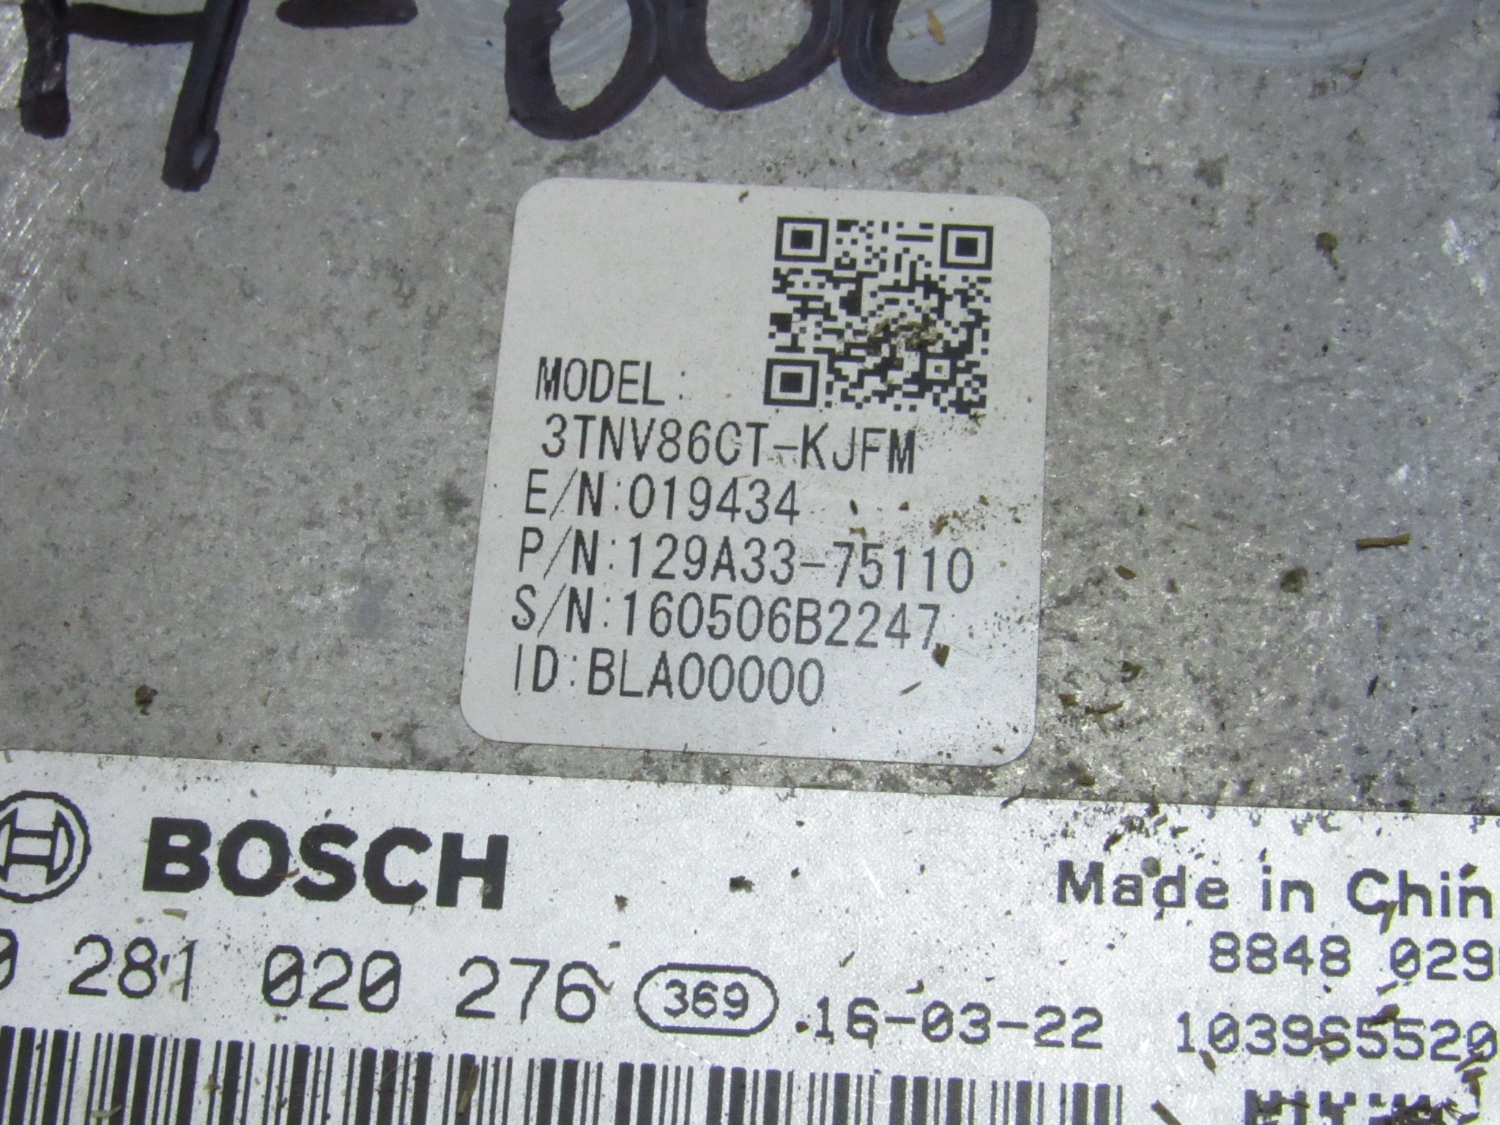 H-000
MODEL:
3TNV86CT-KJFM
E/N:019434
P/N:129A33-75110
S/N:160506B2247
ID:BLA00000
BOSCH
Made in Chin
0 281 020 276 369 .16-03-22
8848 029
103965520